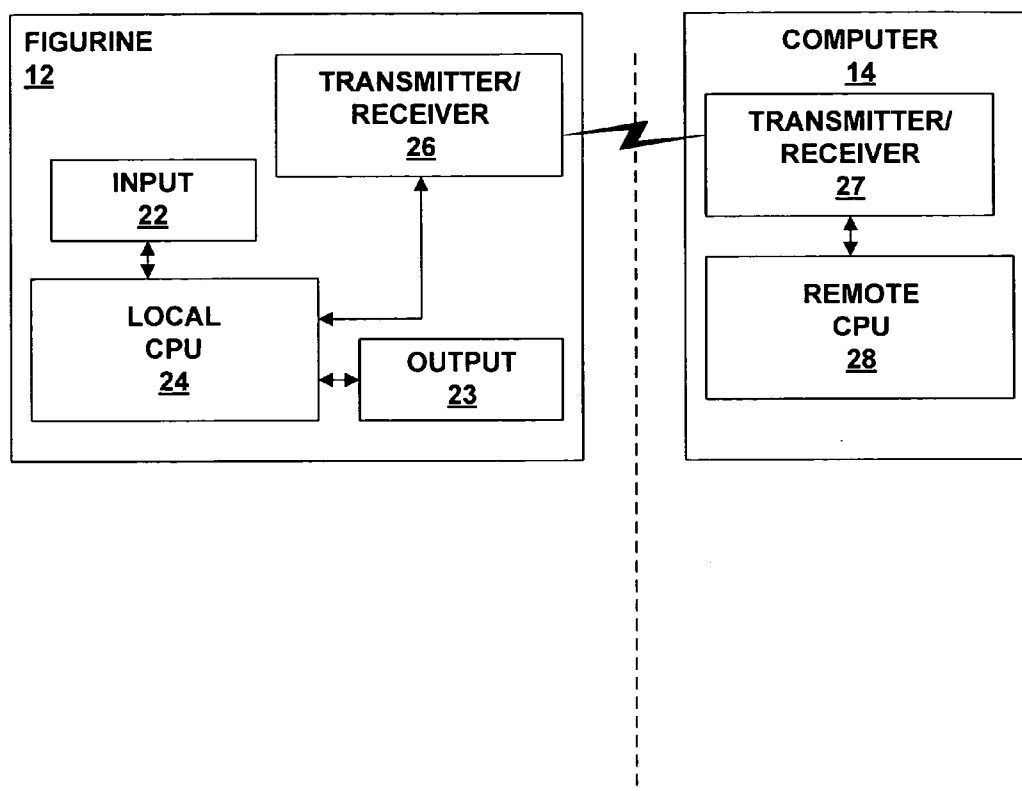 FIGURINE
12
TRANSMITTER/
RECEIVER
26
INPUT
22
LOCAL
CPU
24
OUTPUT
23
COMPUTER
14
TRANSMITTER/
RECEIVER
27
REMOTE
CPU
28